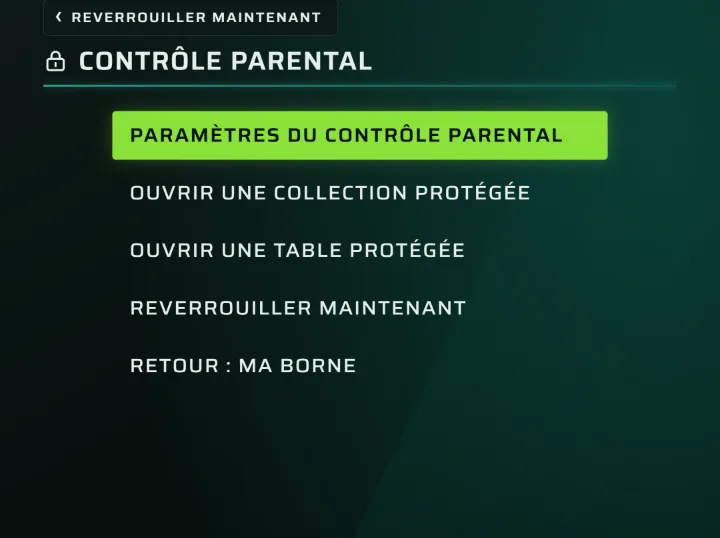 ‹ REVERROUILLER MAINTENANT
CONTRÔLE PARENTAL
PARAMÈTRES DU CONTRÔLE PARENTAL
OUVRIR UNE COLLECTION PROTÉGÉE
OUVRIR UNE TABLE PROTÉGÉE
REVERROUILLER MAINTENANT
RETOUR : MA BORNE